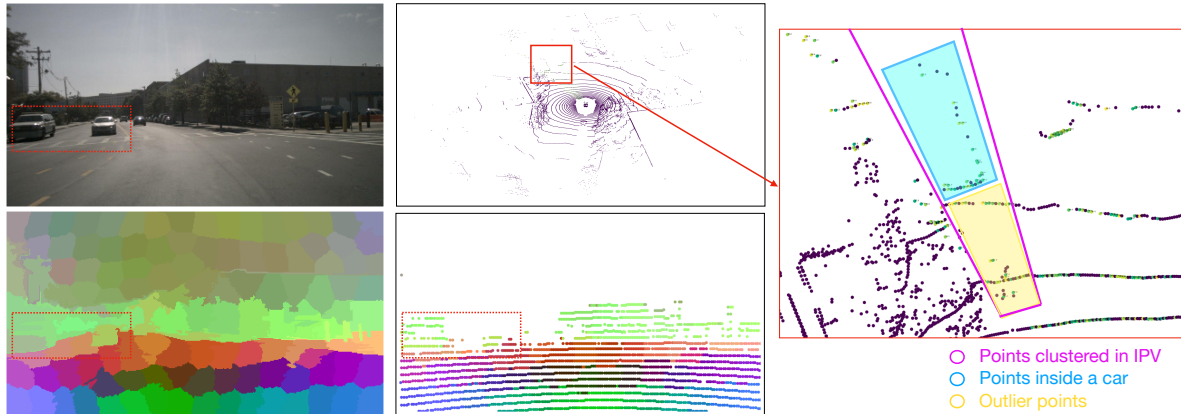 Points clustered in IPV
Points inside a car
Outlier points